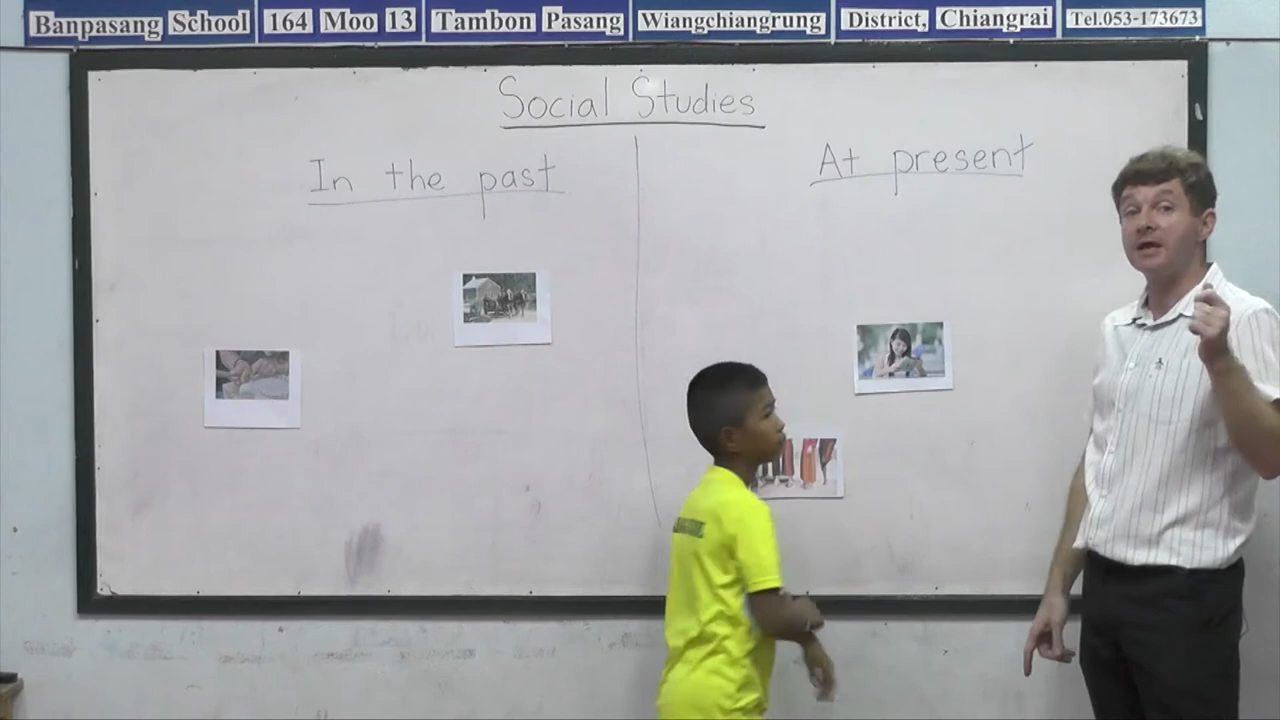 Banpasang School 164 Moo 13 Tambon Pasang Wiangchiangrung District, Chiangrai Tel.053-173673
Social Studies
In the past
At present